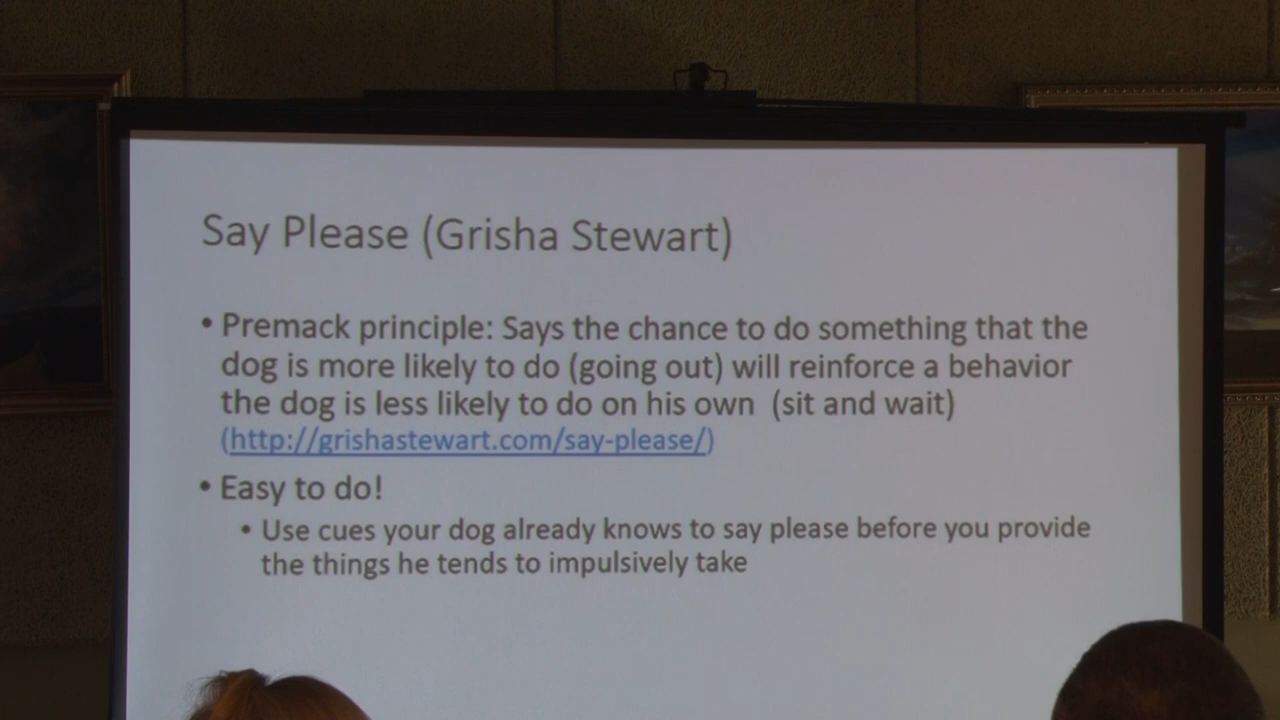 Say Please (Grisha Stewart)
• Premack principle: Says the chance to do something that the
dog is more likely to do (going out) will reinforce a behavior
the dog is less likely to do on his own  (sit and wait)
(http://grishastewart.com/say-please/)
• Easy to do!
• Use cues your dog already knows to say please before you provide
the things he tends to impulsively take